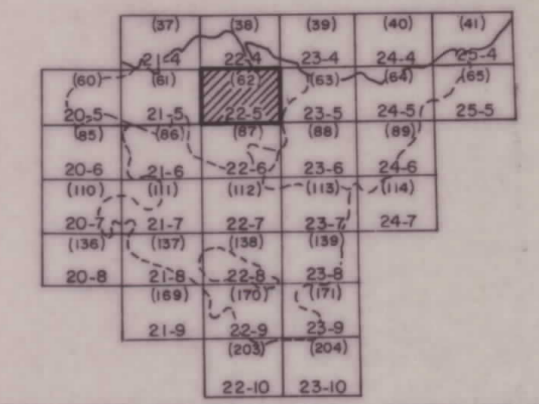 (37) (38) (39) (40) (41)
21-4 22-4 23-4 24-4 25-4
(60) (61) (62) (63) (64) (65)
20-5 21-5 22-5 23-5 24-5 25-5
(85) (86) (87) (88) (89)
20-6 21-6 22-6 23-6 24-6
(110) (111) (112) (113) (114)
20-7 21-7 22-7 23-7 24-7
(136) (137) (138) (139)
20-8 21-8 22-8 23-8
(169) (170) (171)
21-9 22-9 23-9
(203) (204)
22-10 23-10